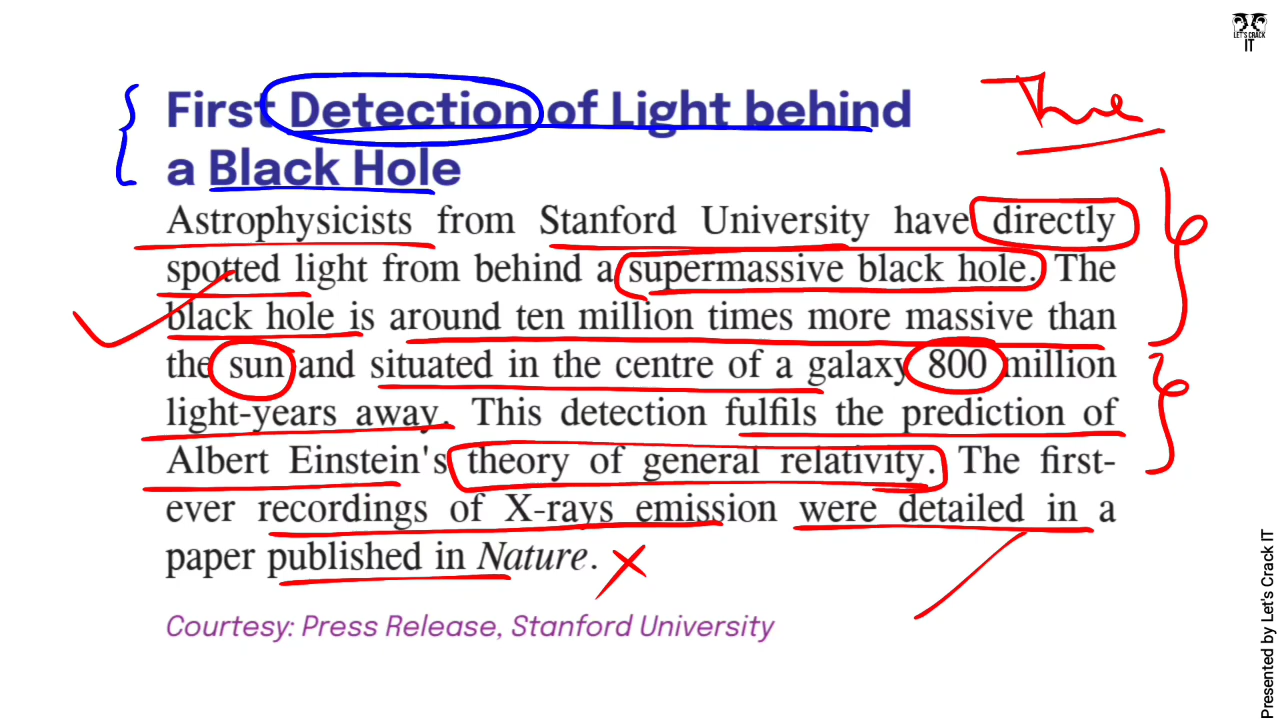 LET'S CRACK
IT
First Detection of Light behind
a Black Hole
The
Astrophysicists from Stanford University have directly
spotted light from behind a supermassive black hole. The
black hole is around ten million times more massive than
the sun and situated in the centre of a galaxy 800 million
light-years away. This detection fulfils the prediction of
Albert Einstein's theory of general relativity. The first-
ever recordings of X-rays emission were detailed in a
paper published in Nature.
Courtesy: Press Release, Stanford University
Presented by Let's Crack IT